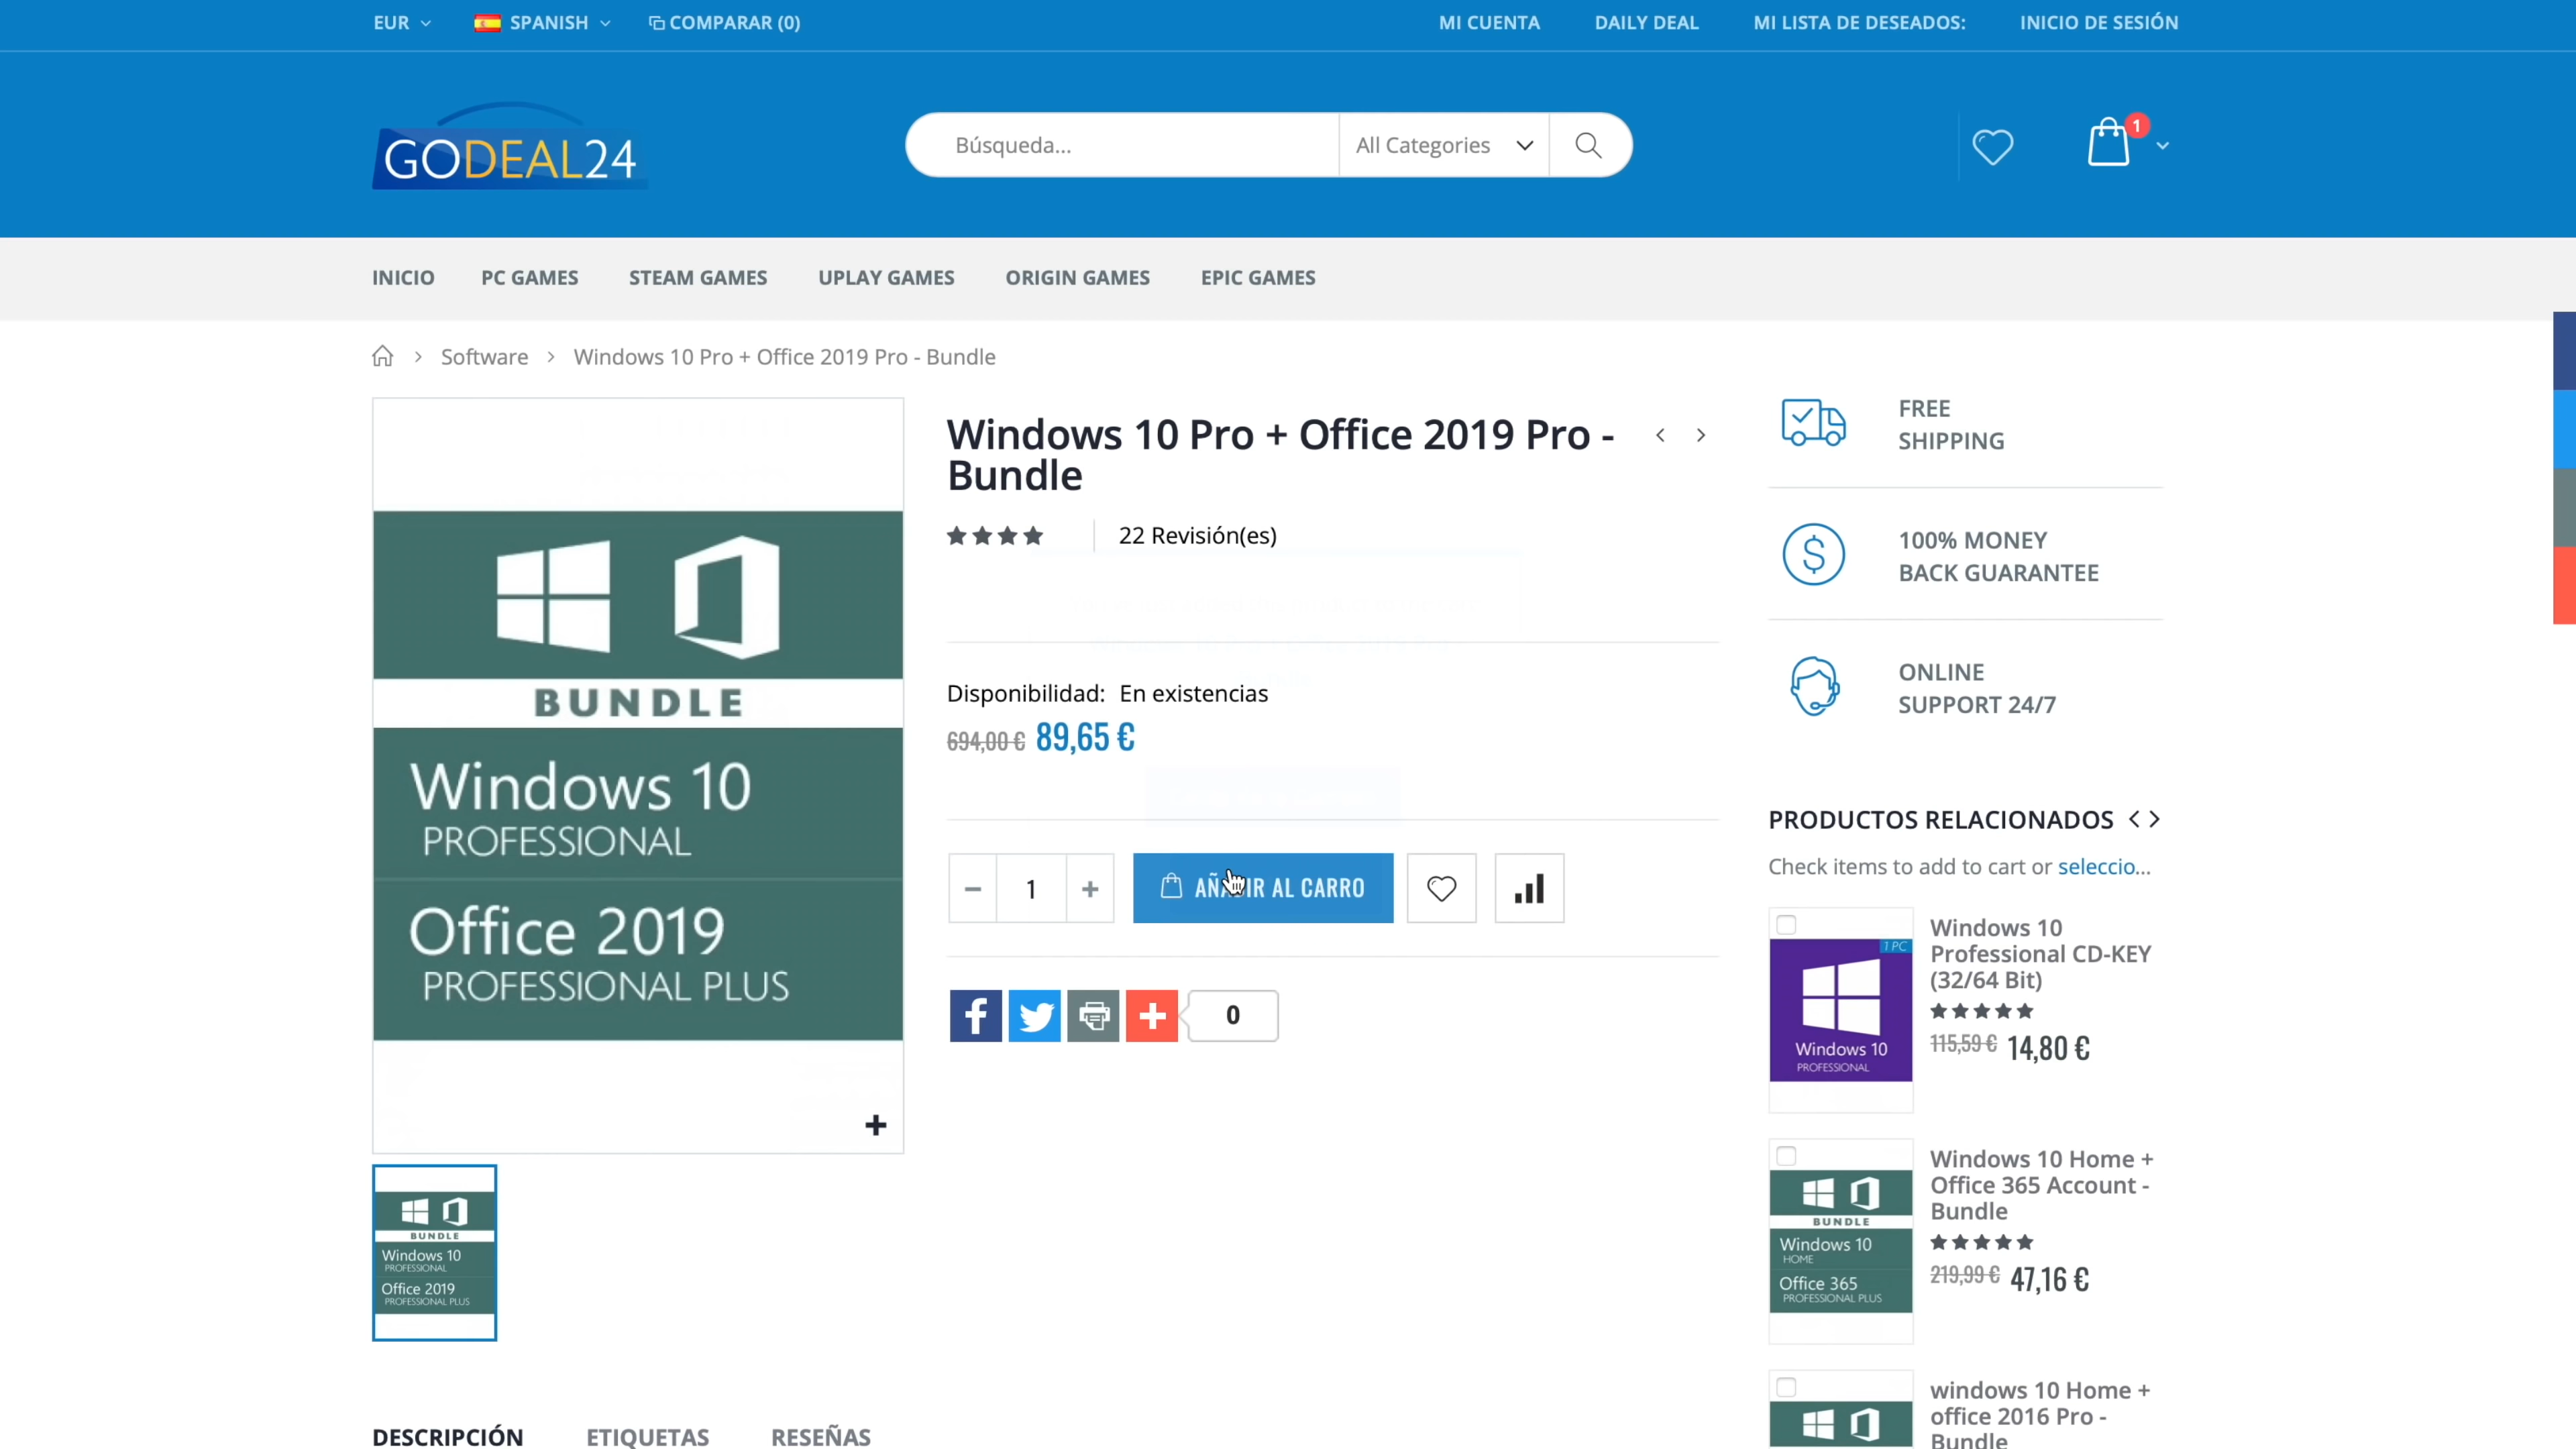 EUR
SPANISH
COMPARAR (0)
MI CUENTA
DAILY DEAL
MI LISTA DE DESEADOS:
INICIO DE SESIÓN
GODEAL24
Búsqueda...
All Categories
1
INICIO
PC GAMES
STEAM GAMES
UPLAY GAMES
ORIGIN GAMES
EPIC GAMES
Software
Windows 10 Pro + Office 2019 Pro - Bundle
BUNDLE
Windows 10
PROFESSIONAL
Office 2019
PROFESSIONAL PLUS
BUNDLE
Windows 10
PROFESSIONAL
Office 2019
PROFESSIONAL PLUS
Windows 10 Pro + Office 2019 Pro -
Bundle
22 Revisión(es)
Disponibilidad: En existencias
694,00 € 89,65 €
1
AL CARRO
0
FREE
SHIPPING
100% MONEY
BACK GUARANTEE
ONLINE
SUPPORT 24/7
PRODUCTOS RELACIONADOS
Check items to add to cart or seleccio...
1 PC
Windows 10
PROFESSIONAL
Windows 10
Professional CD-KEY
(32/64 Bit)
115,59 € 14,80 €
BUNDLE
Windows 10
HOME
Office 365
PROFESSIONAL PLUS
Windows 10 Home +
Office 365 Account -
Bundle
219,99 € 47,16 €
windows 10 Home +
office 2016 Pro -
Bundle
DESCRIPCIÓN
ETIQUETAS
RESEÑAS